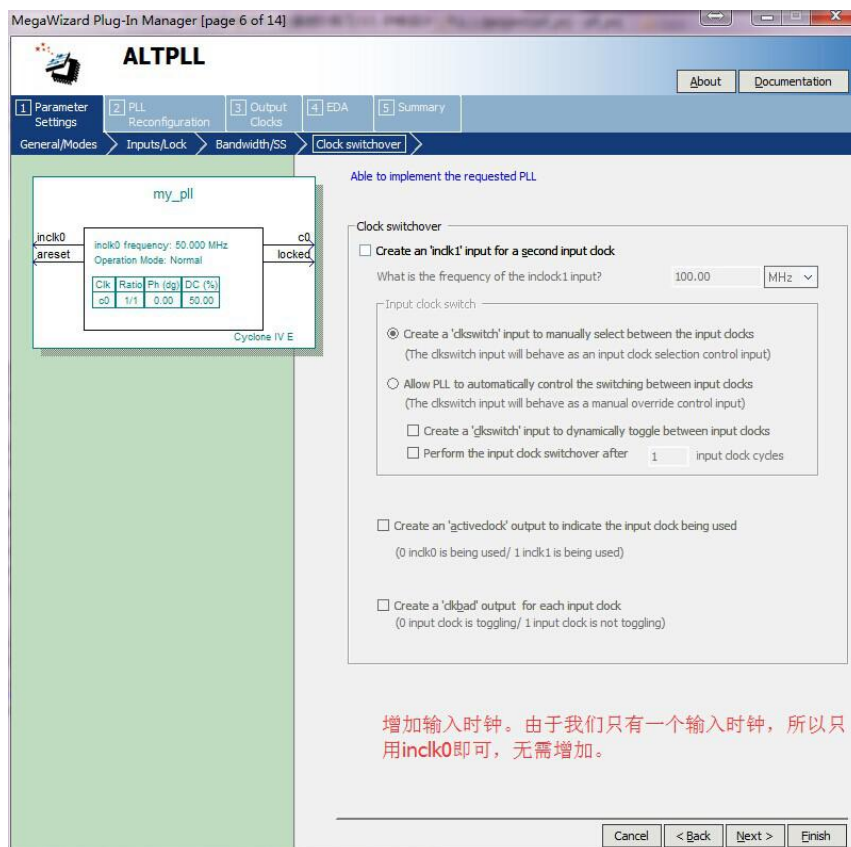 MegaWizard Plug-In Manager [page 6 of 14]
ALTPLL
About
Documentation
1 Parameter Settings
2 PLL Reconfiguration
3 Output Clocks
4 EDA
5 Summary
General/Modes
Inputs/Lock
Bandwidth/SS
Clock switchover
my_pll
inclk0
areset
c0
locked
inclk0 frequency: 50.000 MHz
Operation Mode: Normal
Clk Ratio Ph (dg) DC (%)
c0 1/1 0.00 50.00
Cyclone IV E
Able to implement the requested PLL
Clock switchover
Create an 'inclk1' input for a second input clock
What is the frequency of the inclock1 input? 100.00 MHz
Input clock switch
Create a 'clkswitch' input to manually select between the input clocks
(The clkswitch input will behave as an input clock selection control input)
Allow PLL to automatically control the switching between input clocks
(The clkswitch input will behave as a manual override control input)
Create a 'clkswitch' input to dynamically toggle between input clocks
Perform the input clock switchover after 1 input clock cycles
Create an 'activeclock' output to indicate the input clock being used
(0 inclk0 is being used/ 1 inclk1 is being used)
Create a 'clkbad' output for each input clock
(0 input clock is toggling/ 1 input clock is not toggling)
增加输入时钟。由于我们只有一个输入时钟，所以只
用inclk0即可，无需增加。
Cancel
< Back
Next >
Finish